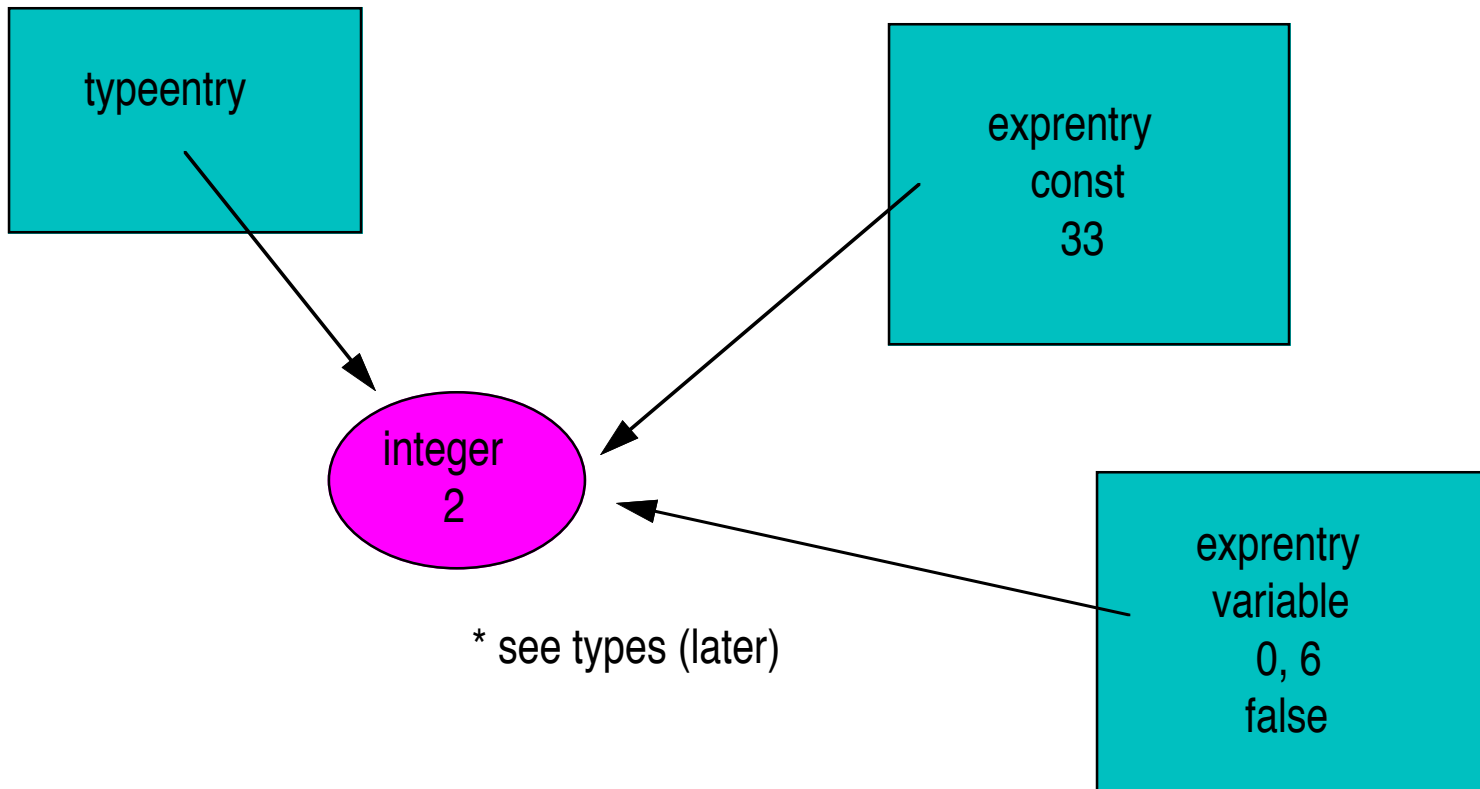 typeentry
exprentry
const
33
integer
2
exprentry
variable
0, 6
false
* see types (later)